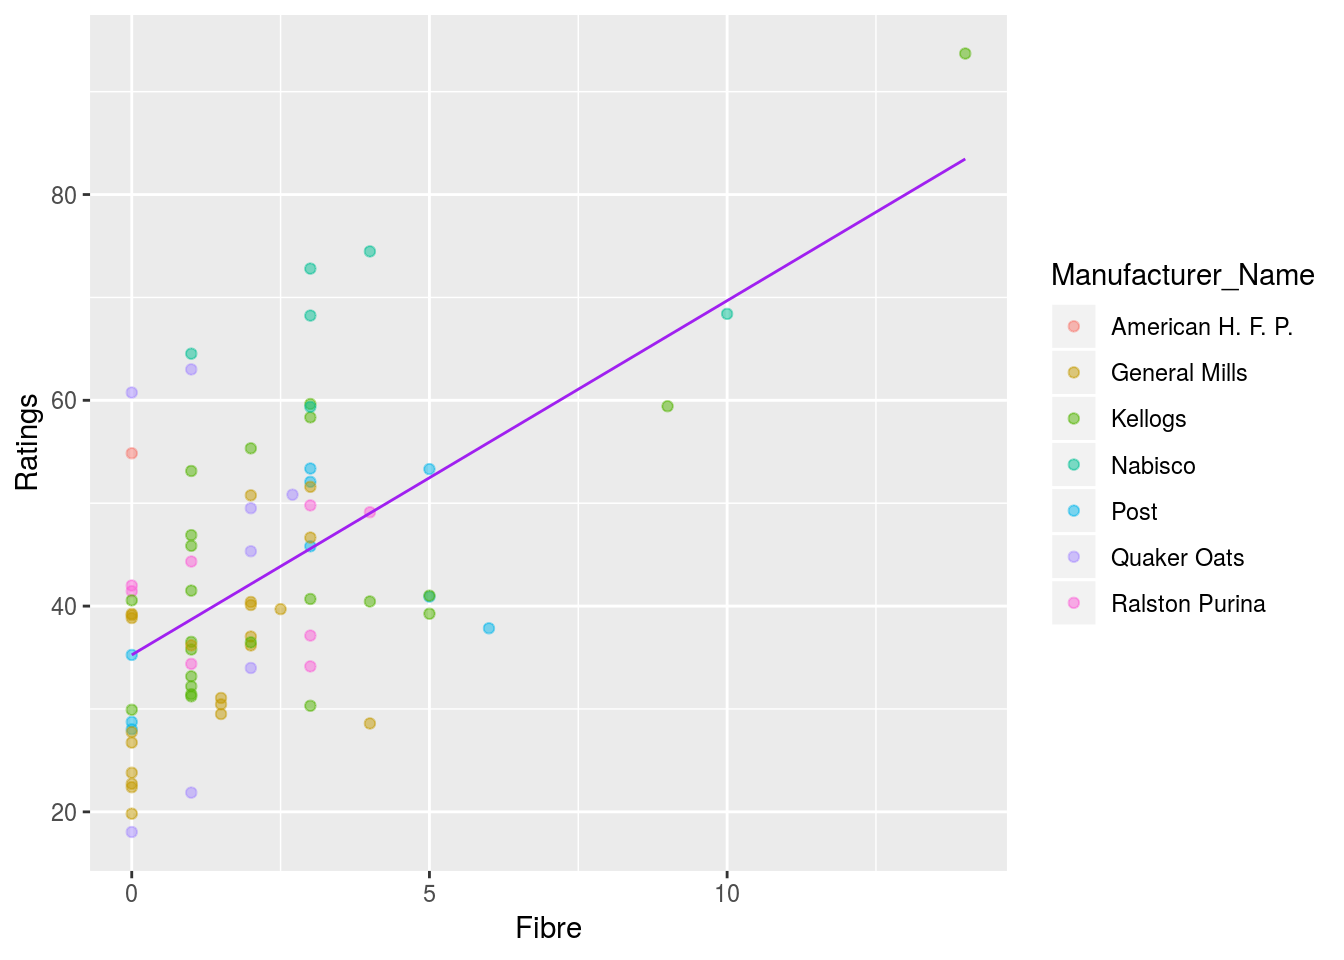 80
60
40
20
Ratings
0 5 10
Fibre
Manufacturer_Name
American H. F. P.
General Mills
Kellogs
Nabisco
Post
Quaker Oats
Ralston Purina